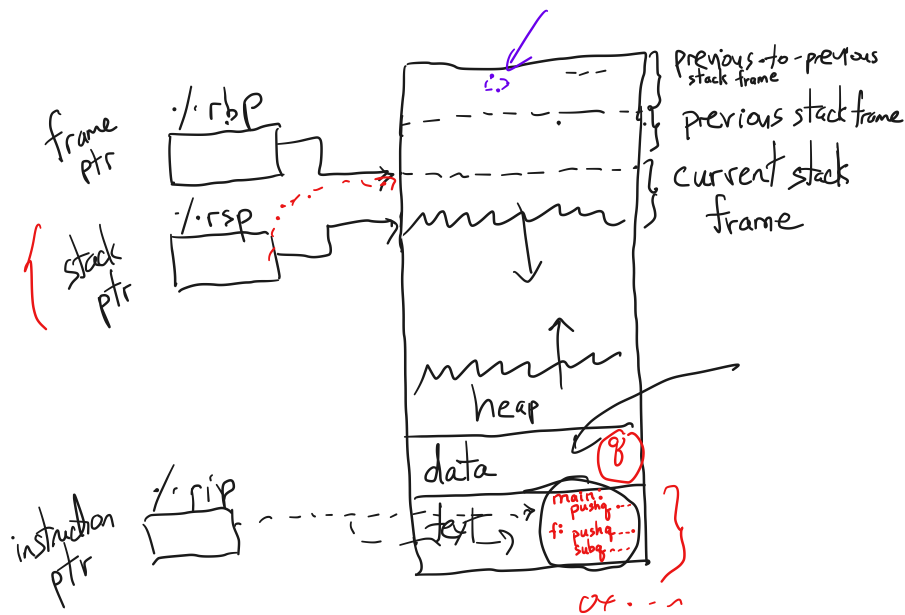 previous-to-previous
stack frame
%rbp
frame
ptr
previous stack frame
current stack
frame
%rsp
stack
ptr
heap
data
q
%rip
instruction
ptr
text
main:
pushq ...
f: pushq.....
subq ----